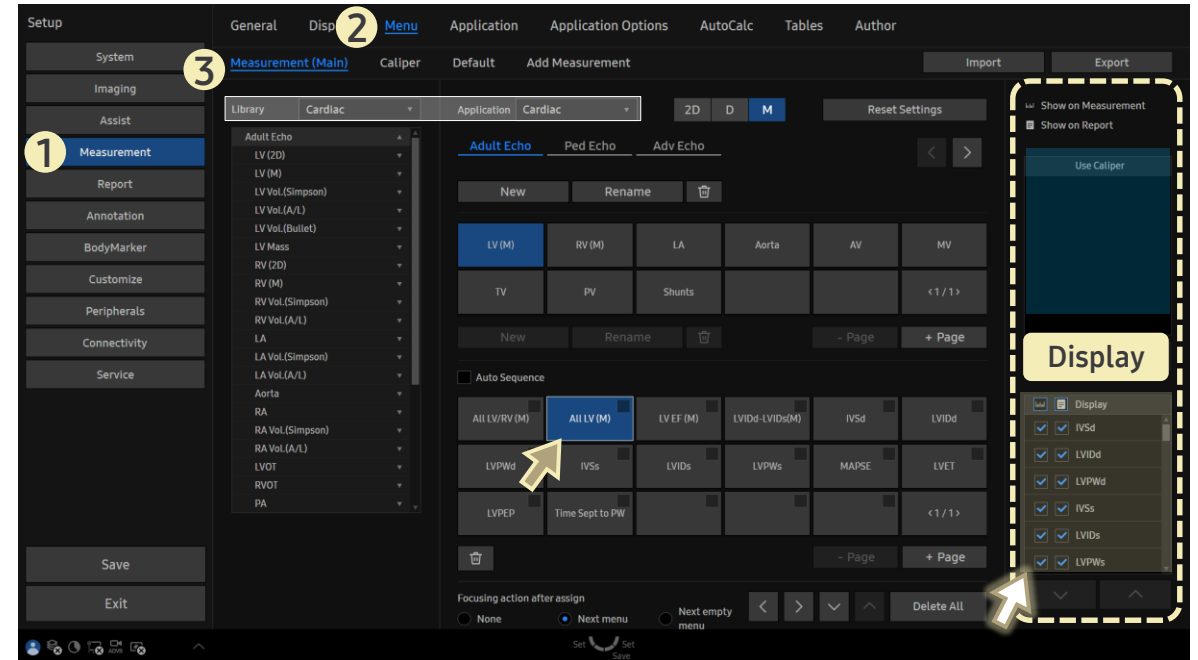 Setup
General Disp Menu Application Application Options AutoCalc Tables Author
2
3
Measurement (Main) Caliper Default Add Measurement Import Export
System
Imaging
Assist
1
Measurement
Report
Annotation
BodyMarker
Customize
Peripherals
Connectivity
Service
Save
Exit
Library Cardiac
Adult Echo
LV (2D)
LV (M)
LV Vol.(Simpson)
LV Vol.(A/L)
LV Vol.(Bullet)
LV Mass
RV (2D)
RV (M)
RV Vol.(Simpson)
RV Vol.(A/L)
LA
LA Vol.(Simpson)
LA Vol.(A/L)
Aorta
RA
RA Vol.(Simpson)
RA Vol.(A/L)
LVOT
RVOT
PA
Application Cardiac 2D D M Reset Settings
Adult Echo Ped Echo Adv Echo < >
New Rename
LV (M) RV (M) LA Aorta AV MV
TV PV Shunts <1/1>
New Rename - Page + Page
Auto Sequence
All LV/RV (M) All LV (M) LV EF (M) LVIDd-LVIDs(M) IVSd LVIDd
LVPWd IVSs LVIDs LVPWs MAPSE LVET
LVPEP Time Sept to PW <1/1>
- Page + Page
Focusing action after assign
None Next menu Next empty menu
Delete All
Show on Measurement
Show on Report
Use Caliper
Display
Display
IVSd
LVIDd
LVPWd
IVSs
LVIDs
LVPWs
Set Set
Save